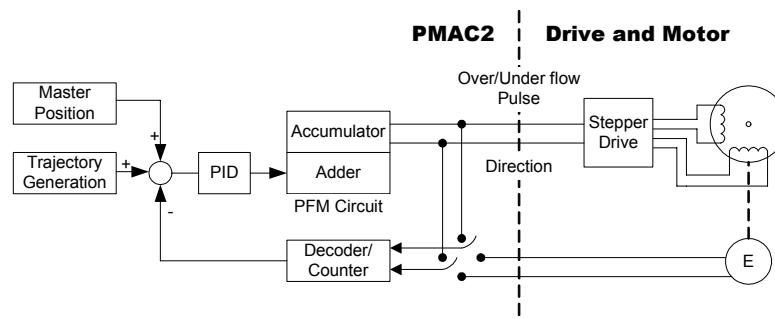 PMAC2
Drive and Motor
Over/Under flow
Pulse
Master
Position
+
Accumulator
Stepper
Drive
Trajectory
Generation
+
PID
Adder
Direction
PFM Circuit
-
Decoder/
Counter
E